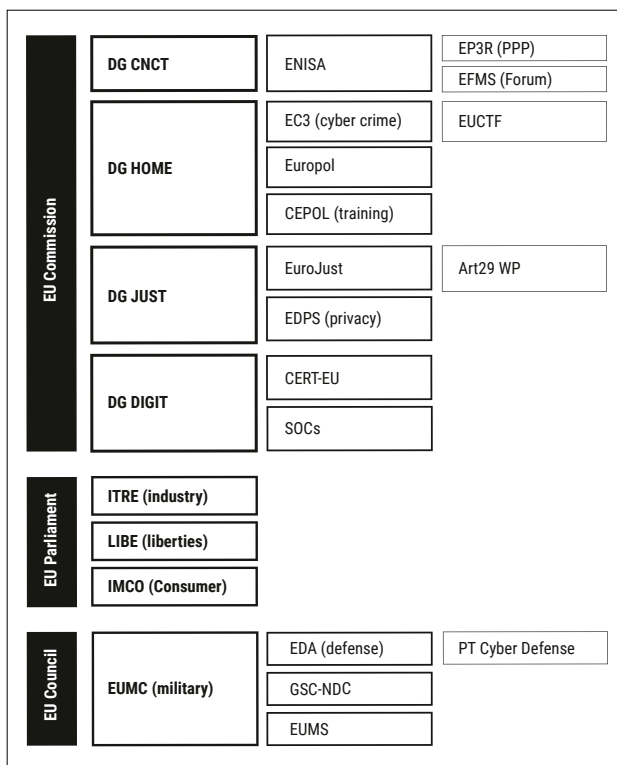 EU Commission
DG CNCT
ENISA
EP3R (PPP)
EFMS (Forum)
DG HOME
EC3 (cyber crime)
EUCTF
Europol
CEPOL (training)
DG JUST
EuroJust
Art29 WP
EDPS (privacy)
DG DIGIT
CERT-EU
SOCs
EU Parliament
ITRE (industry)
LIBE (liberties)
IMCO (Consumer)
EU Council
EUMC (military)
EDA (defense)
PT Cyber Defense
GSC-NDC
EUMS